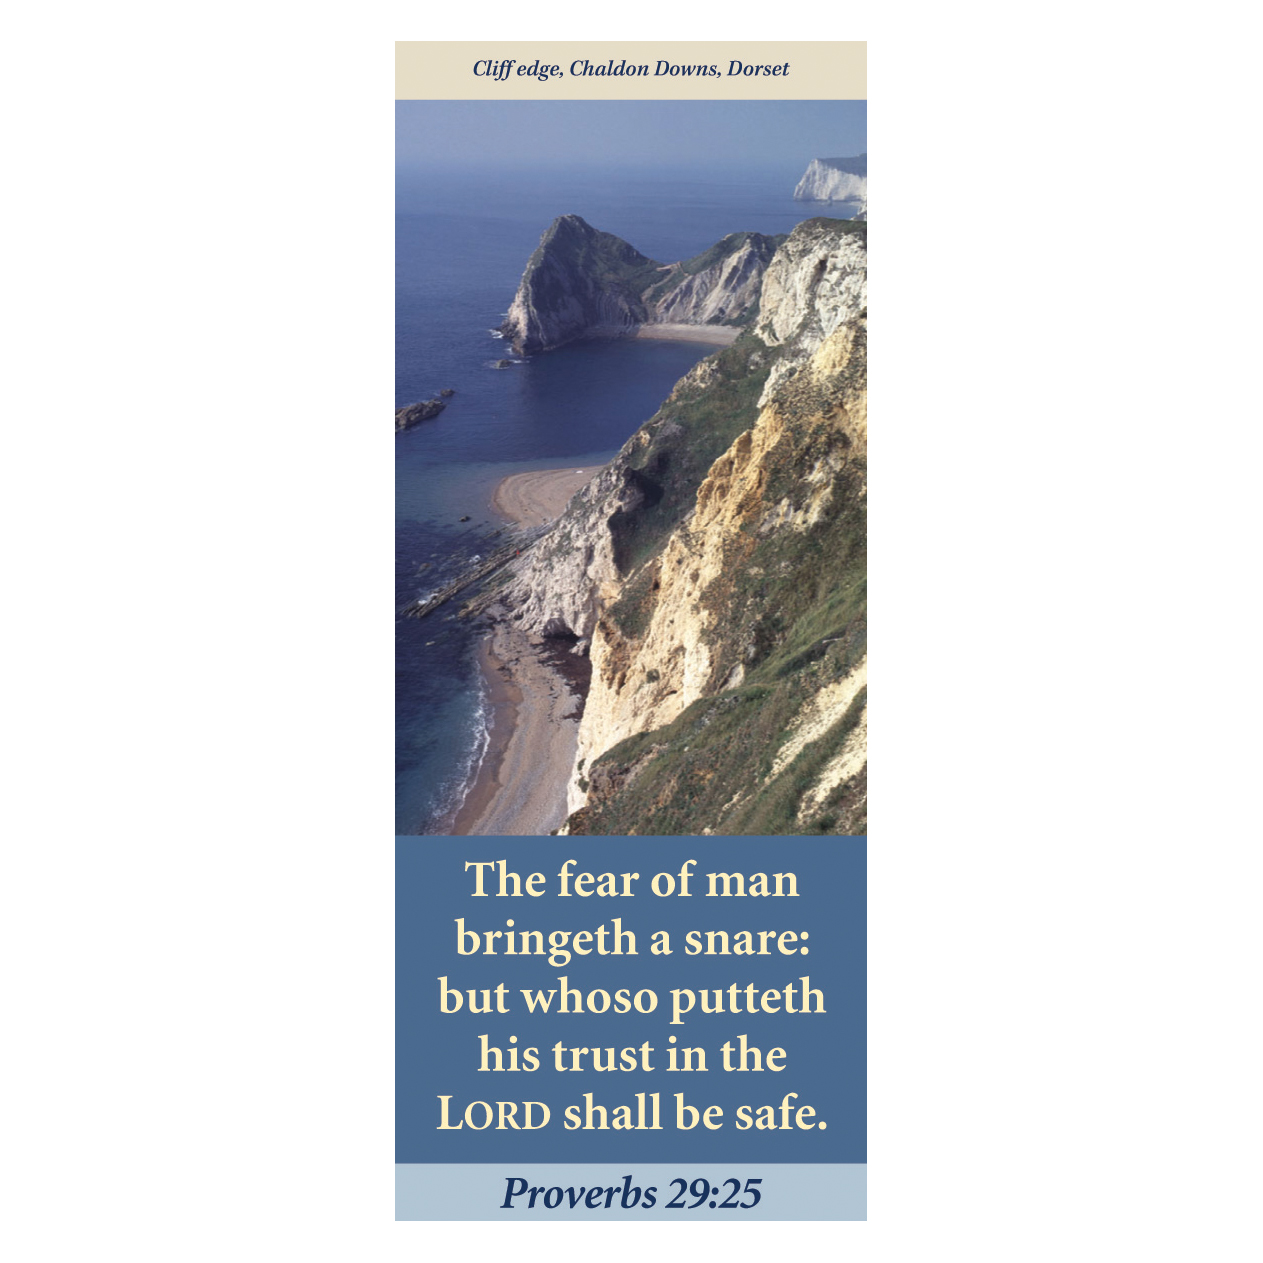 Cliff edge, Chaldon Downs, Dorset
The fear of man
bringeth a snare:
but whoso putteth
his trust in the
LORD shall be safe.
Proverbs 29:25